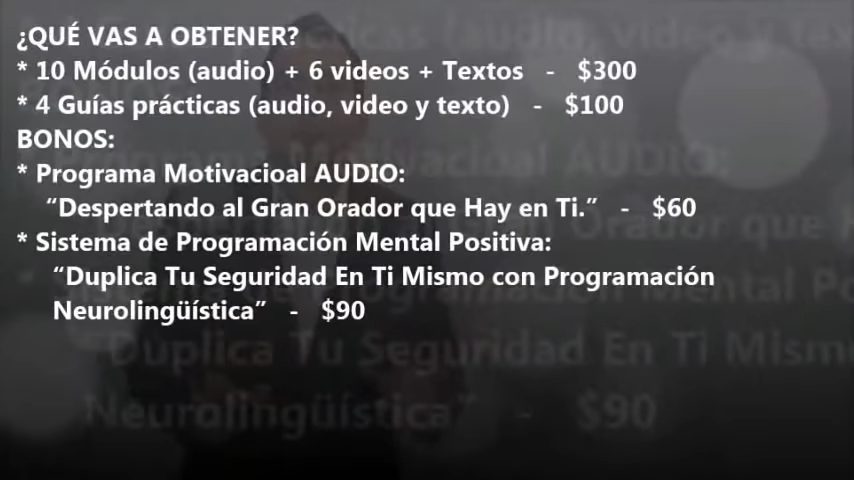 ¿QUÉ VAS A OBTENER?
* 10 Módulos (audio) + 6 videos + Textos - $300
* 4 Guías prácticas (audio, video y texto) - $100
BONOS:
* Programa Motivacioal AUDIO:
“Despertando al Gran Orador que Hay en Ti.” - $60
* Sistema de Programación Mental Positiva:
“Duplica Tu Seguridad En Ti Mismo con Programación
Neurolingüística” - $90